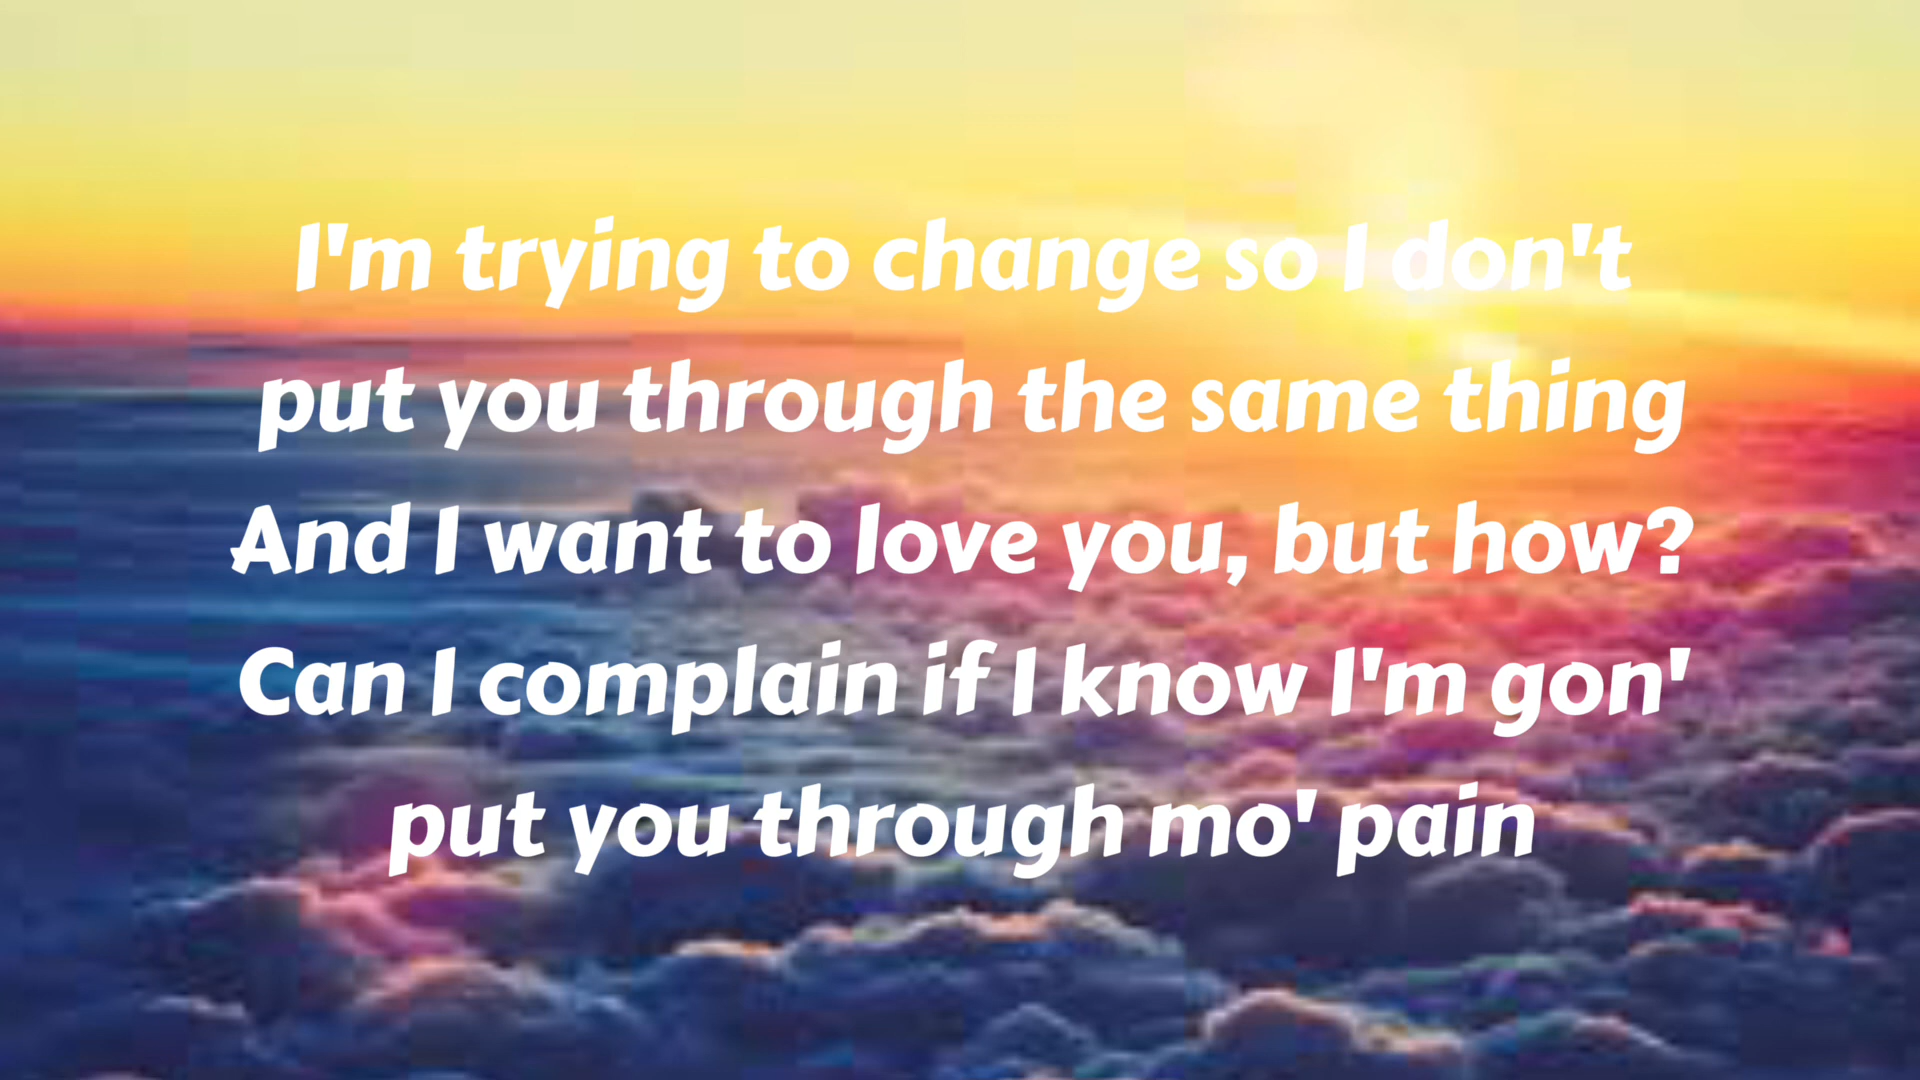 I'm trying to change so I don't
put you through the same thing
And I want to love you, but how?
Can I complain if I know I'm gon'
put you through mo' pain